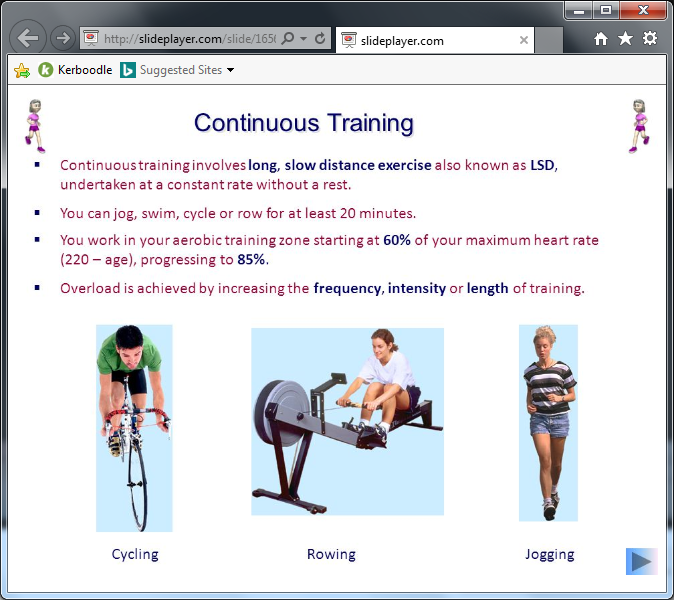 http://slideplayer.com/slide/1650
slideplayer.com
Kerboodle
Suggested Sites
Continuous Training
Continuous training involves long, slow distance exercise also known as LSD,
undertaken at a constant rate without a rest.
You can jog, swim, cycle or row for at least 20 minutes.
You work in your aerobic training zone starting at 60% of your maximum heart rate
(220 – age), progressing to 85%.
Overload is achieved by increasing the frequency, intensity or length of training.
Cycling
Rowing
Jogging